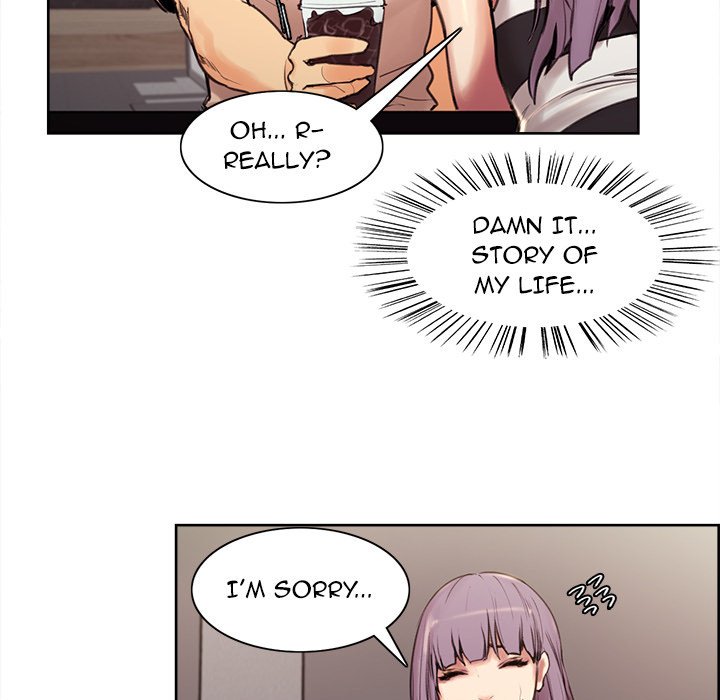 OH... R-
REALLY?
DAMN IT...
STORY OF
MY LIFE...
I'M SORRY...